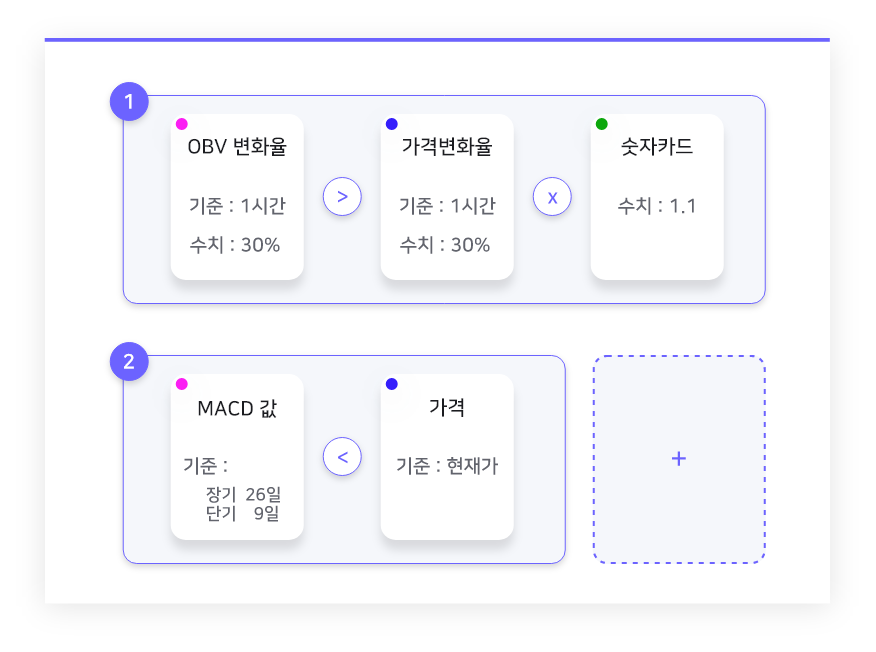 1
OBV 변화율
기준 : 1시간
수치 : 30%
>
가격변화율
기준 : 1시간
수치 : 30%
x
숫자카드
수치 : 1.1
2
MACD 값
기준 :
장기 26일
단기 9일
<
가격
기준 : 현재가
+